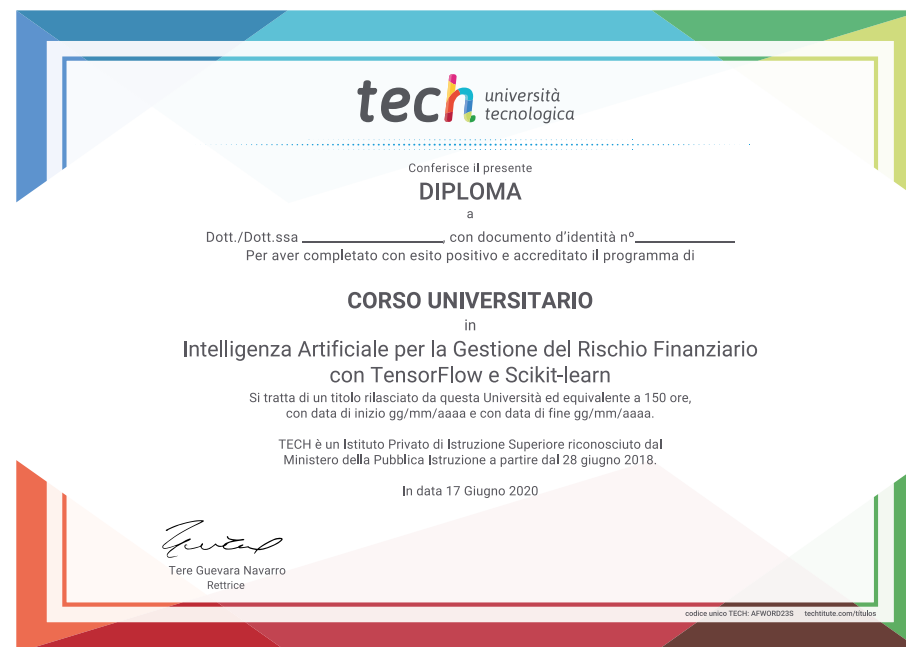 tech università
tecnologica
Conferisce il presente
DIPLOMA
a
Dott./Dott.ssa ____________________, con documento d'identità nº______________
Per aver completato con esito positivo e accreditato il programma di
CORSO UNIVERSITARIO
in
Intelligenza Artificiale per la Gestione del Rischio Finanziario
con TensorFlow e Scikit-learn
Si tratta di un titolo rilasciato da questa Università ed equivalente a 150 ore,
con data di inizio gg/mm/aaaa e con data di fine gg/mm/aaaa.
TECH è un Istituto Privato di Istruzione Superiore riconosciuto dal
Ministero della Pubblica Istruzione a partire dal 28 giugno 2018.
In data 17 Giugno 2020
Tere Guevara Navarro
Rettrice
codice unico TECH: AFWORD23S techtitute.com/titulos